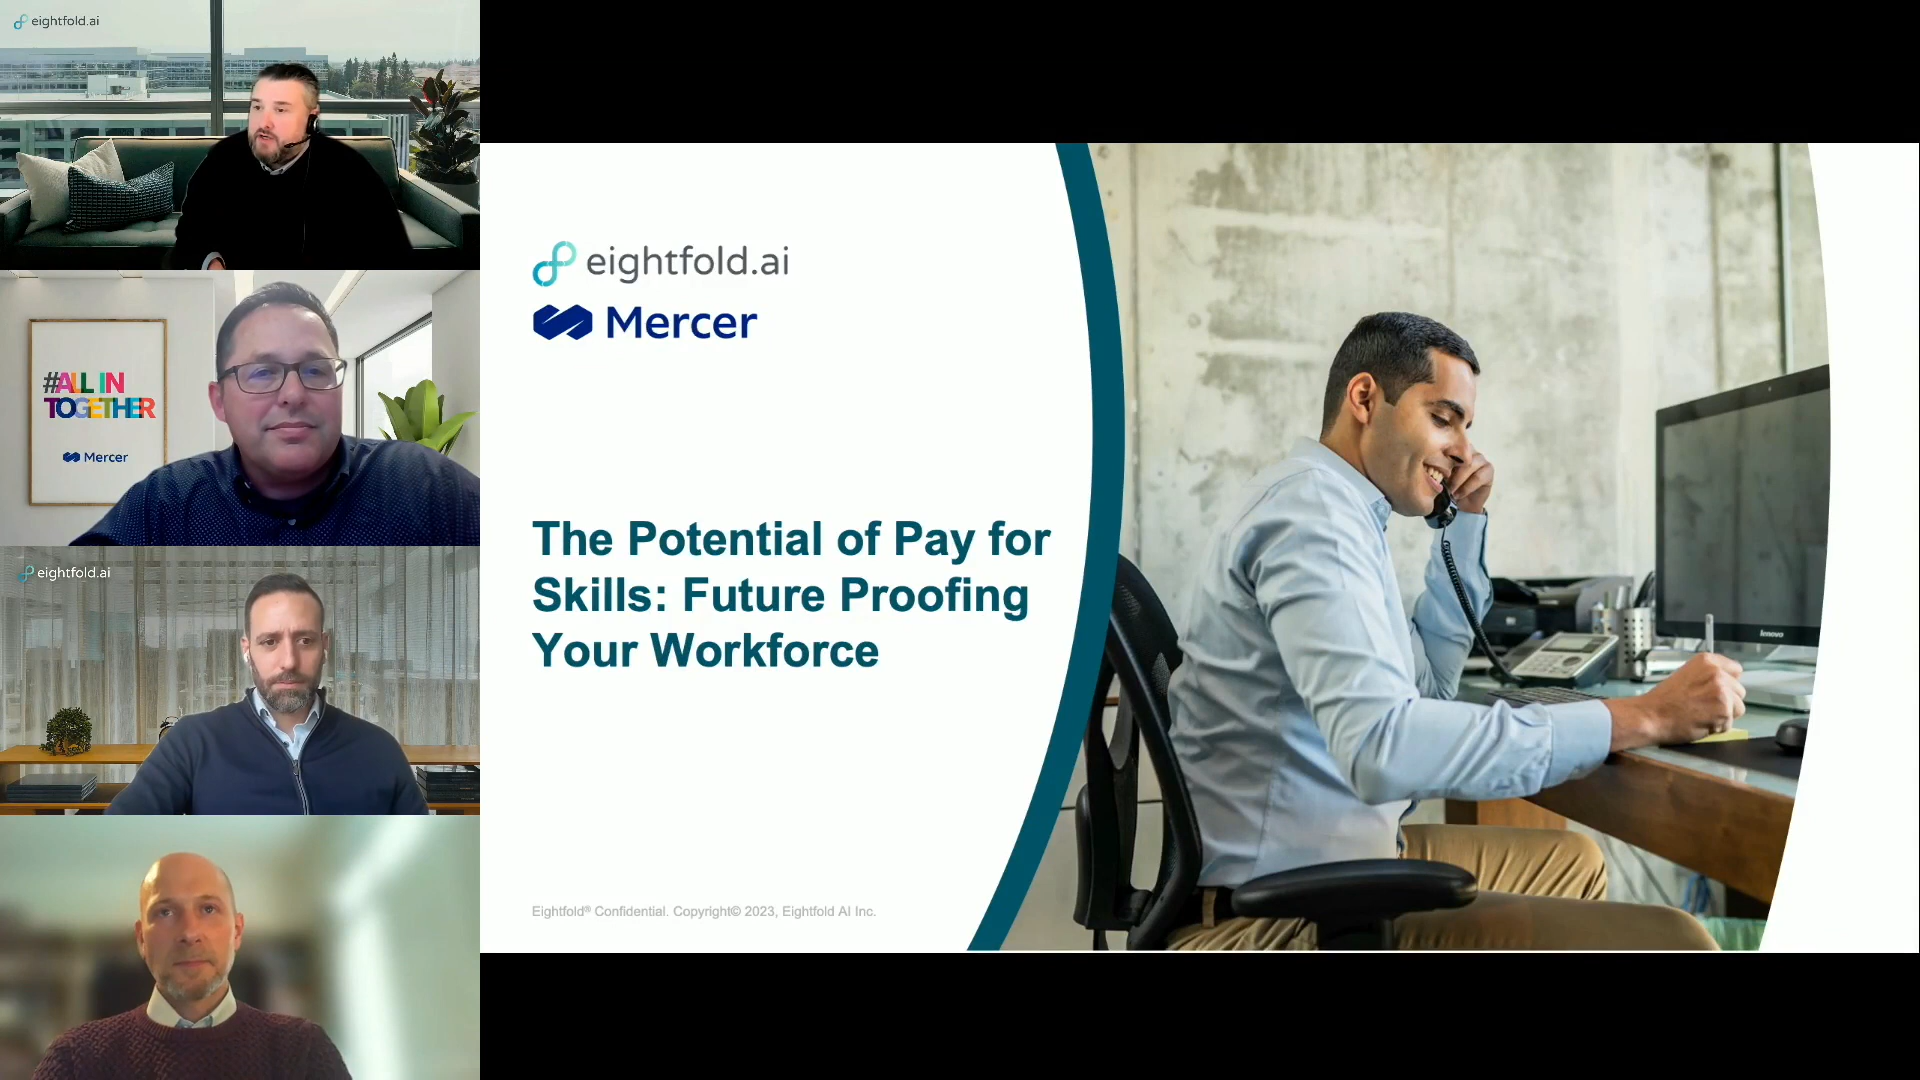 eightfold.ai
#ALL IN
TOGETHER
Mercer
eightfold.ai
eightfold.ai
Mercer
The Potential of Pay for
Skills: Future Proofing
Your Workforce
Eightfold® Confidential. Copyright© 2023, Eightfold AI Inc.
lenovo